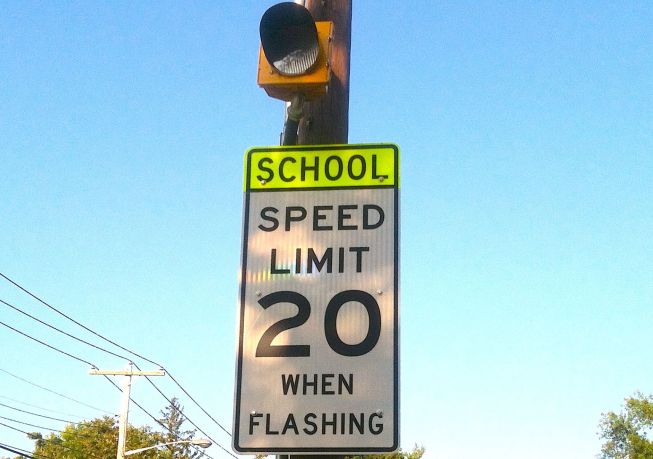 SCHOOL
SPEED
LIMIT
20
WHEN
FLASHING